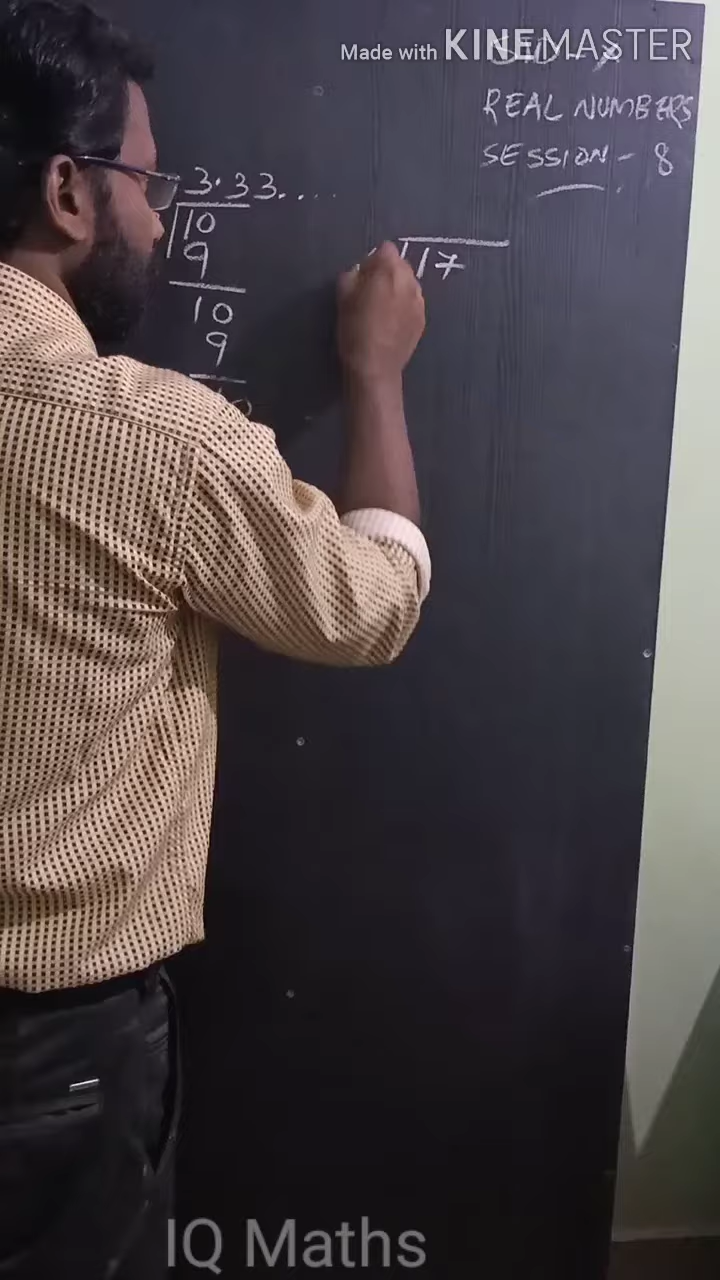 Made with KINEMASTER
REAL NUMBERS
SESSION - 8
3.33....
10
9
10
9
17
IQ Maths